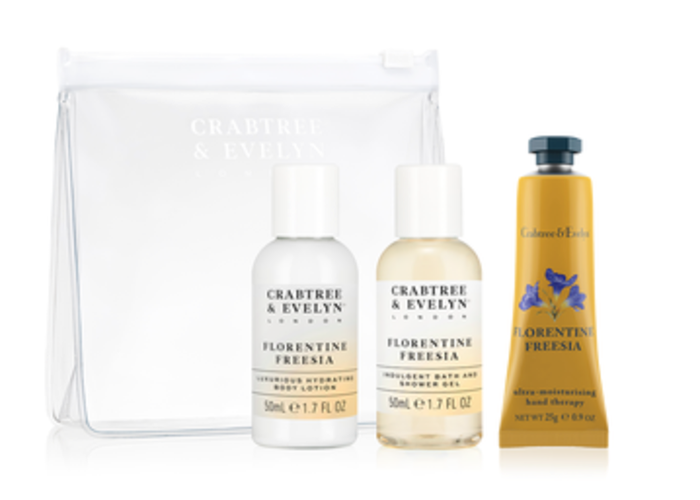 CRABTREE
& EVELYN
LONDON
CRABTREE
& EVELYN
LONDON
FLORENTINE
FREESIA
LUXURIOUS HYDRATING
BODY LOTION
50mL ℮ 1.7 FL OZ
CRABTREE
& EVELYN
LONDON
FLORENTINE
FREESIA
INDULGENT BATH AND
SHOWER GEL
50mL ℮ 1.7 FL OZ
Crabtree & Evelyn
FLORENTINE
FREESIA
ultra-moisturising
hand therapy
NET WT 25g ℮ 0.9 OZ